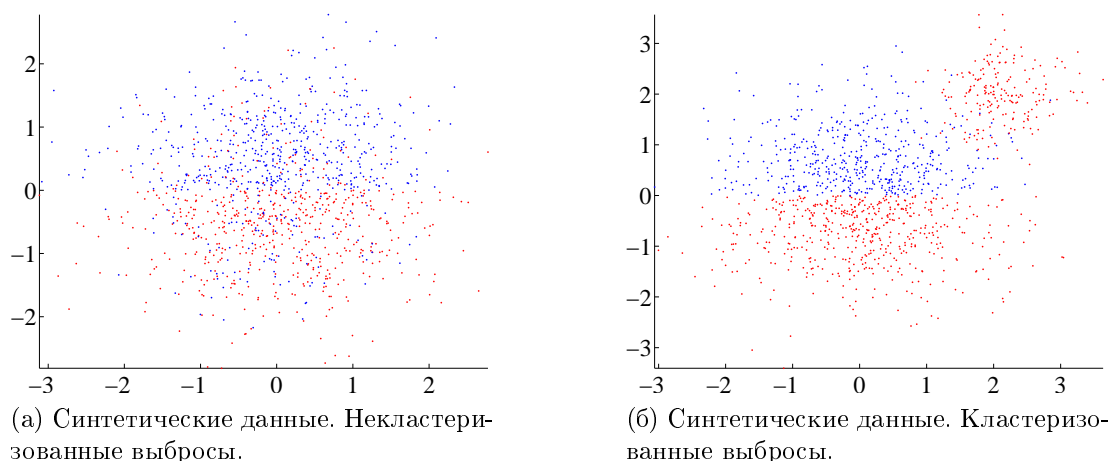 2
1
0
−1
−2
−3 −2 −1 0 1 2
(а) Синтетические данные. Некластери-
зованные выбросы.
3
2
1
0
−1
−2
−3
−3 −2 −1 0 1 2 3
(б) Синтетические данные. Кластеризо-
ванные выбросы.